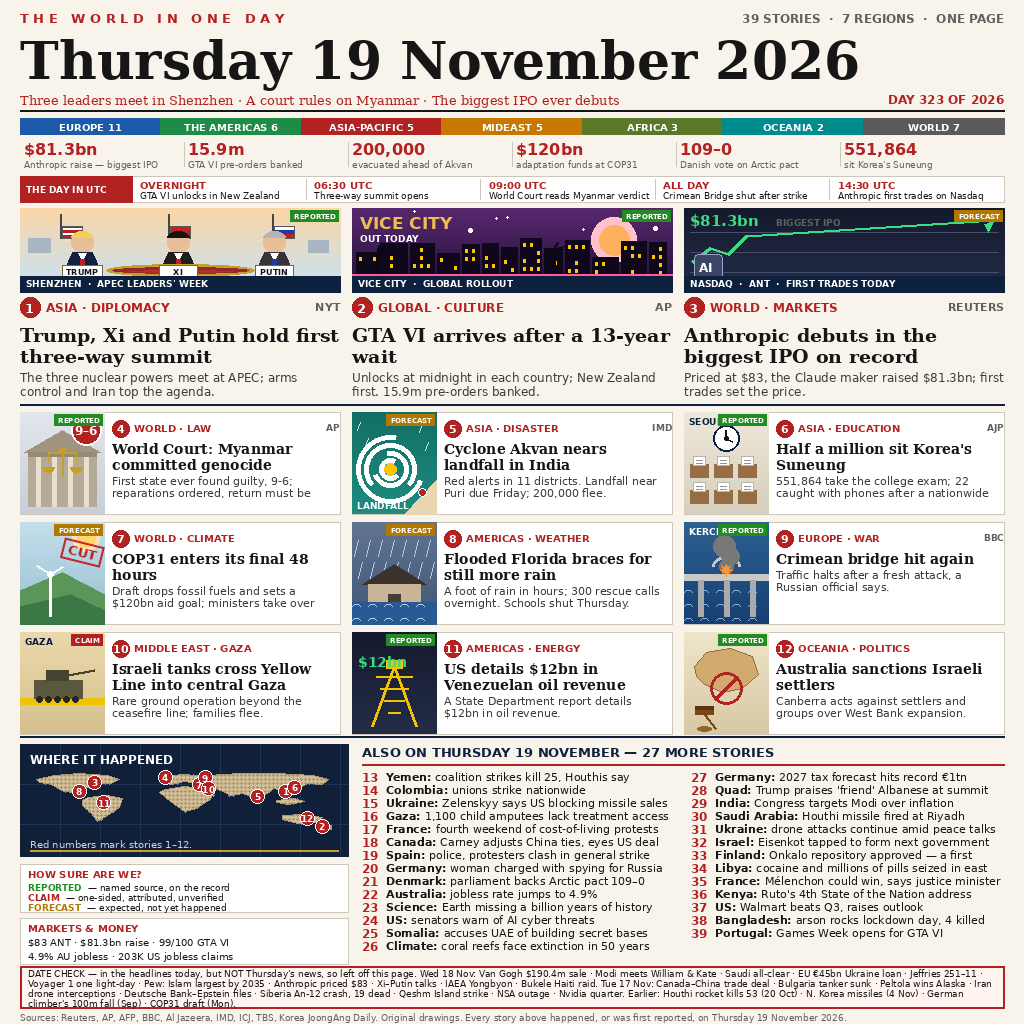 THE WORLD IN ONE DAY
39 STORIES · 7 REGIONS · ONE PAGE
Thursday 19 November 2026
Three leaders meet in Shenzhen · A court rules on Myanmar · The biggest IPO ever debuts
DAY 323 OF 2026
EUROPE 11
THE AMERICAS 6
ASIA-PACIFIC 5
MIDEAST 5
AFRICA 3
OCEANIA 2
WORLD 7
$81.3bn
Anthropic raise — biggest IPO
15.9m
GTA VI pre-orders banked
200,000
evacuated ahead of Akvan
$120bn
adaptation funds at COP31
109–0
Danish vote on Arctic pact
551,864
sit Korea's Suneung
THE DAY IN UTC
OVERNIGHT
GTA VI unlocks in New Zealand
06:30 UTC
Three-way summit opens
09:00 UTC
World Court reads Myanmar verdict
ALL DAY
Crimean Bridge shut after strike
14:30 UTC
Anthropic first trades on Nasdaq
REPORTED
TRUMP
XI
PUTIN
SHENZHEN · APEC LEADERS' WEEK
VICE CITY
OUT TODAY
REPORTED
VICE CITY · GLOBAL ROLLOUT
$81.3bn
BIGGEST IPO
FORECAST
AI
NASDAQ · ANT · FIRST TRADES TODAY
1 ASIA · DIPLOMACY
NYT
Trump, Xi and Putin hold first
three-way summit
The three nuclear powers meet at APEC; arms
control and Iran top the agenda.
2 GLOBAL · CULTURE
AP
GTA VI arrives after a 13-year
wait
Unlocks at midnight in each country; New Zealand
first. 15.9m pre-orders banked.
3 WORLD · MARKETS
REUTERS
Anthropic debuts in the
biggest IPO on record
Priced at $83, the Claude maker raised $81.3bn; first
trades set the price.
REPORTED
9–6
4 WORLD · LAW
AP
World Court: Myanmar
committed genocide
First state ever found guilty, 9-6;
reparations ordered, return must be
FORECAST
LANDFALL
5 ASIA · DISASTER
IMD
Cyclone Akvan nears
landfall in India
Red alerts in 11 districts. Landfall near
Puri due Friday; 200,000 flee.
SEOU
REPORTED
6 ASIA · EDUCATION
AJP
Half a million sit Korea's
Suneung
551,864 take the college exam; 22
caught with phones after a nationwide
FORECAST
CUT
7 WORLD · CLIMATE
COP31 enters its final 48
hours
Draft drops fossil fuels and sets a
$120bn aid goal; ministers take over
FORECAST
8 AMERICAS · WEATHER
Flooded Florida braces for
still more rain
A foot of rain in hours; 300 rescue calls
overnight. Schools shut Thursday.
KERC
REPORTED
9 EUROPE · WAR
BBC
Crimean bridge hit again
Traffic halts after a fresh attack, a
Russian official says.
GAZA
CLAIM
10 MIDDLE EAST · GAZA
Israeli tanks cross Yellow
Line into central Gaza
Rare ground operation beyond the
ceasefire line; families flee.
REPORTED
$12bn
11 AMERICAS · ENERGY
US details $12bn in
Venezuelan oil revenue
A State Department report details
$12bn in oil revenue.
REPORTED
12 OCEANIA · POLITICS
Australia sanctions Israeli
settlers
Canberra acts against settlers and
groups over West Bank expansion.
WHERE IT HAPPENED
4
9
7
10
3
8
11
5
1
6
12
2
Red numbers mark stories 1–12.
HOW SURE ARE WE?
REPORTED — named source, on the record
CLAIM — one-sided, attributed, unverified
FORECAST — expected, not yet happened
MARKETS & MONEY
$83 ANT · $81.3bn raise · 99/100 GTA VI
4.9% AU jobless · 203K US jobless claims
ALSO ON THURSDAY 19 NOVEMBER — 27 MORE STORIES
13 Yemen: coalition strikes kill 25, Houthis say
14 Colombia: unions strike nationwide
15 Ukraine: Zelenskyy says US blocking missile sales
16 Gaza: 1,100 child amputees lack treatment access
17 France: fourth weekend of cost-of-living protests
18 Canada: Carney adjusts China ties, eyes US deal
19 Spain: police, protesters clash in general strike
20 Germany: woman charged with spying for Russia
21 Denmark: parliament backs Arctic pact 109–0
22 Australia: jobless rate jumps to 4.9%
23 Science: Earth missing a billion years of history
24 US: senators warn of AI cyber threats
25 Somalia: accuses UAE of building secret bases
26 Climate: coral reefs face extinction in 50 years
27 Germany: 2027 tax forecast hits record €1tn
28 Quad: Trump praises 'friend' Albanese at summit
29 India: Congress targets Modi over inflation
30 Saudi Arabia: Houthi missile fired at Riyadh
31 Ukraine: drone attacks continue amid peace talks
32 Israel: Eisenkot tapped to form next government
33 Finland: Onkalo repository approved — a first
34 Libya: cocaine and millions of pills seized in east
35 France: Mélenchon could win, says justice minister
36 Kenya: Ruto's 4th State of the Nation address
37 US: Walmart beats Q3, raises outlook
38 Bangladesh: arson rocks lockdown day, 4 killed
39 Portugal: Games Week opens for GTA VI
DATE CHECK — in the headlines today, but NOT Thursday's news, so left off this page. Wed 18 Nov: Van Gogh $190.4m sale · Modi meets William & Kate · Saudi all-clear · EU €45bn Ukraine loan · Jeffries 251–11 ·
Voyager 1 one light-day · Pew: Islam largest by 2035 · Anthropic priced $83 · Xi–Putin talks · IAEA Yongbyon · Bukele Haiti raid. Tue 17 Nov: Canada–China trade deal · Bulgaria tanker sunk · Peltola wins Alaska · Iran
drone interceptions · Deutsche Bank–Epstein files · Siberia An-12 crash, 19 dead · Qeshm Island strike · NSA outage · Nvidia quarter. Earlier: Houthi rocket kills 53 (20 Oct) · N. Korea missiles (4 Nov) · German
climber's 100m fall (Sep) · COP31 draft (Mon).
Sources: Reuters, AP, AFP, BBC, Al Jazeera, IMD, ICJ, TBS, Korea JoongAng Daily. Original drawings. Every story above happened, or was first reported, on Thursday 19 November 2026.